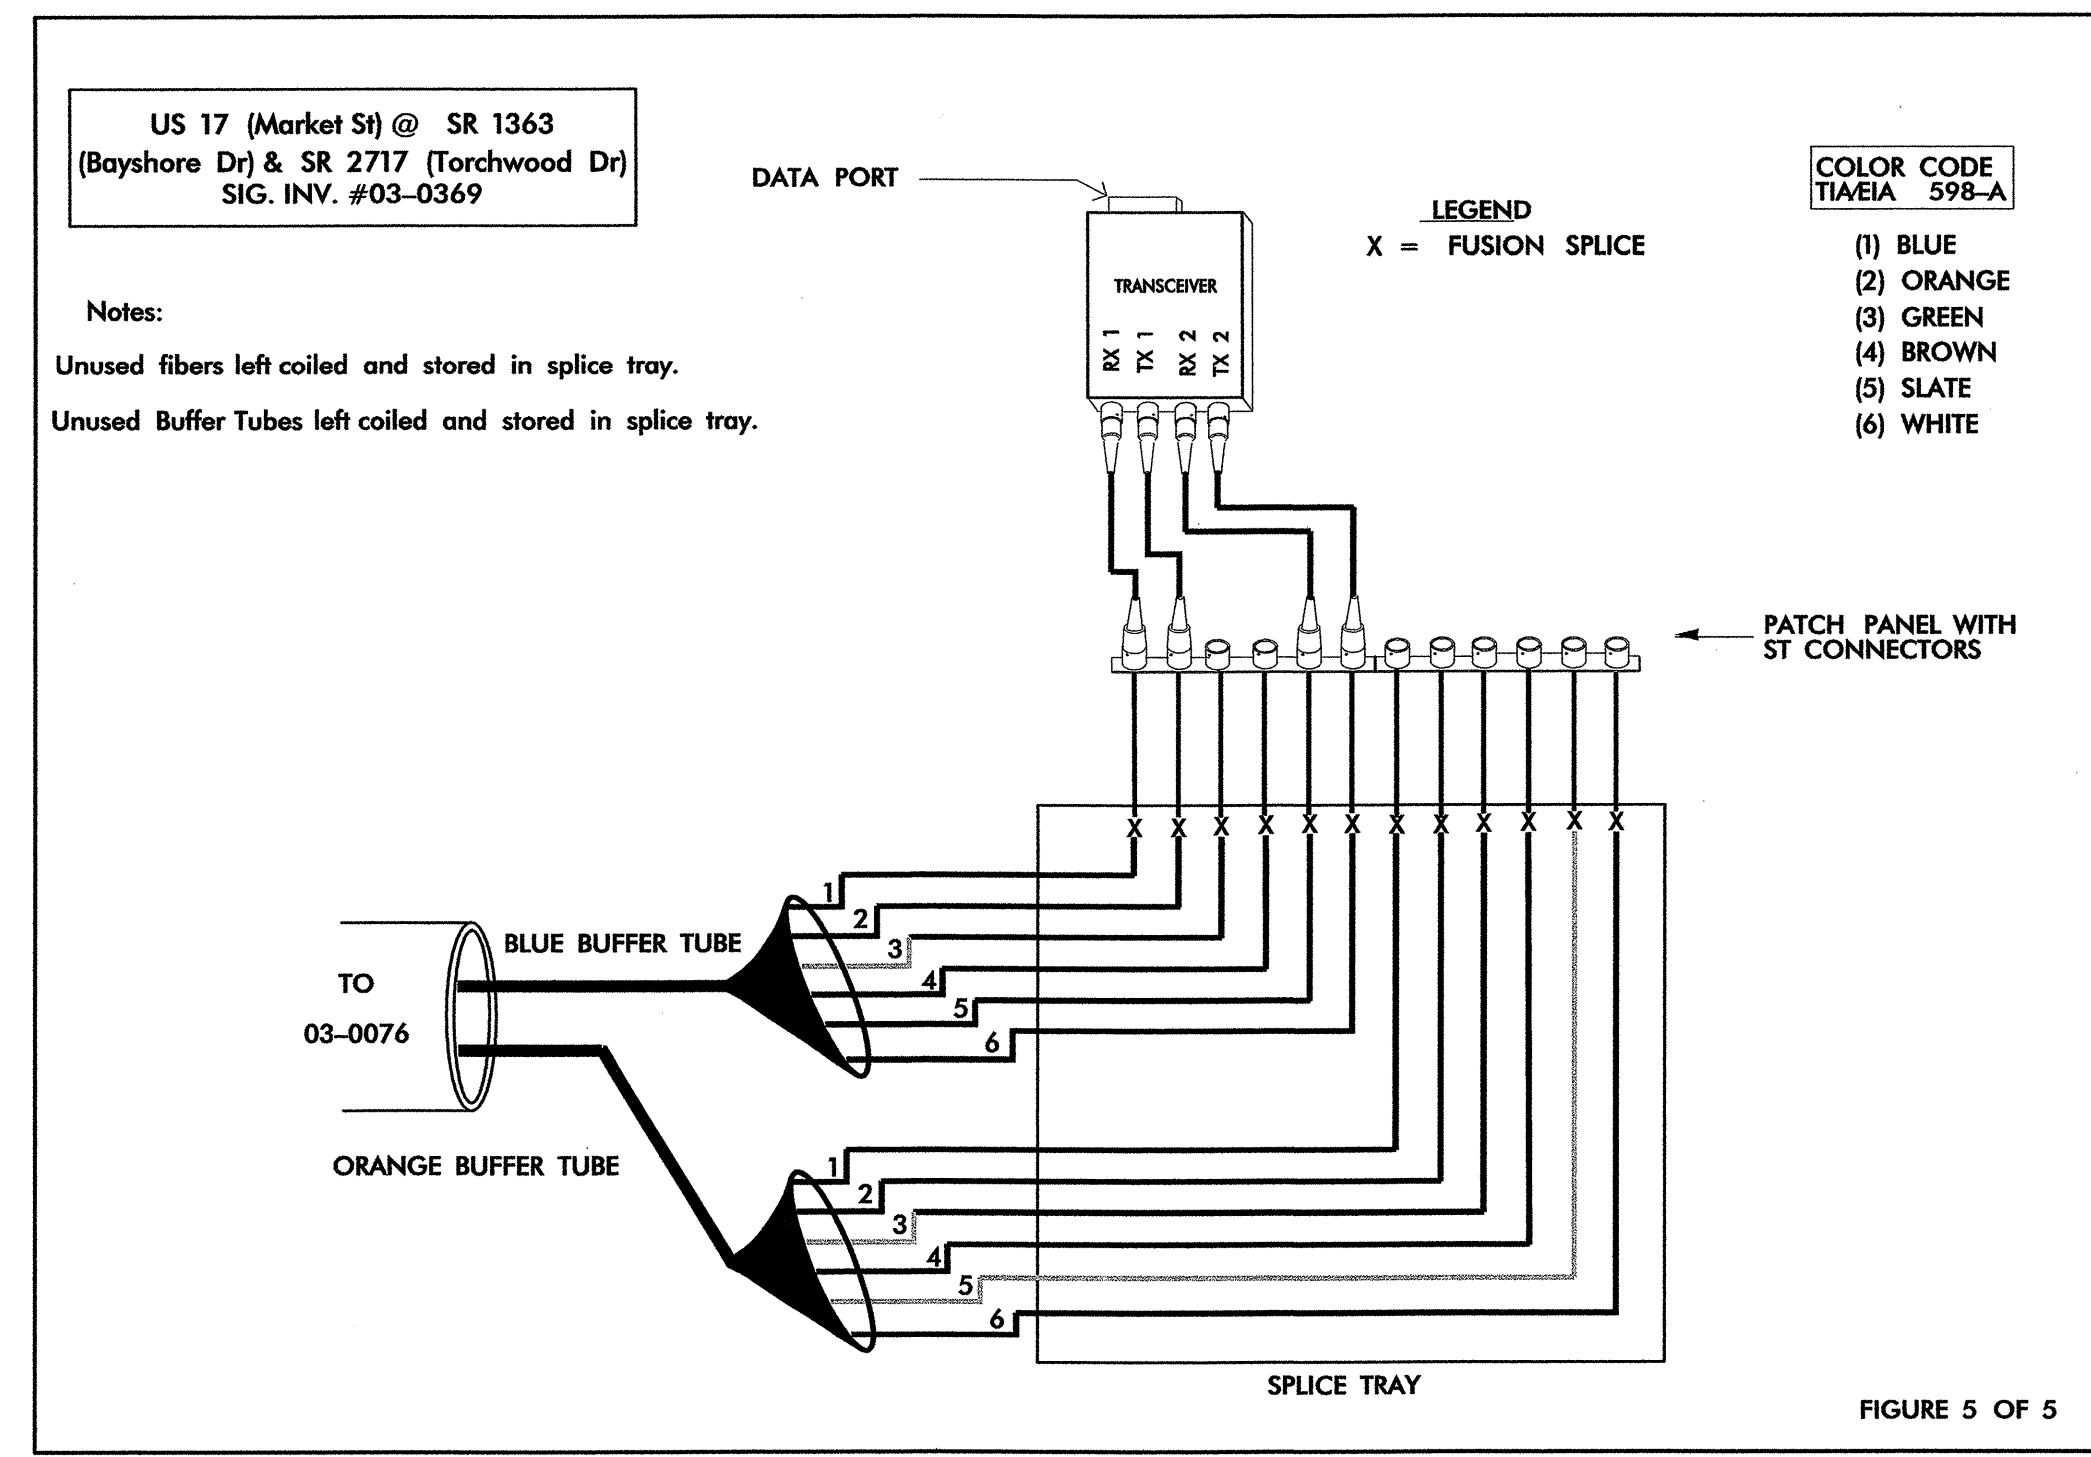 US 17 (Market St) @ SR 1363
(Bayshore Dr) & SR 2717 (Torchwood Dr)
SIG. INV. #03-0369
Notes:
Unused fibers left coiled and stored in splice tray.
Unused Buffer Tubes left coiled and stored in splice tray.
DATA PORT
TRANSCEIVER
RX 1
TX 1
RX 2
TX 2
LEGEND
X = FUSION SPLICE
COLOR CODE
TIA/EIA 598-A
(1) BLUE
(2) ORANGE
(3) GREEN
(4) BROWN
(5) SLATE
(6) WHITE
PATCH PANEL WITH
ST CONNECTORS
X X X X X X X X X X X X
BLUE BUFFER TUBE
1
2
3
4
5
6
TO
03-0076
ORANGE BUFFER TUBE
1
2
3
4
5
6
SPLICE TRAY
FIGURE 5 OF 5